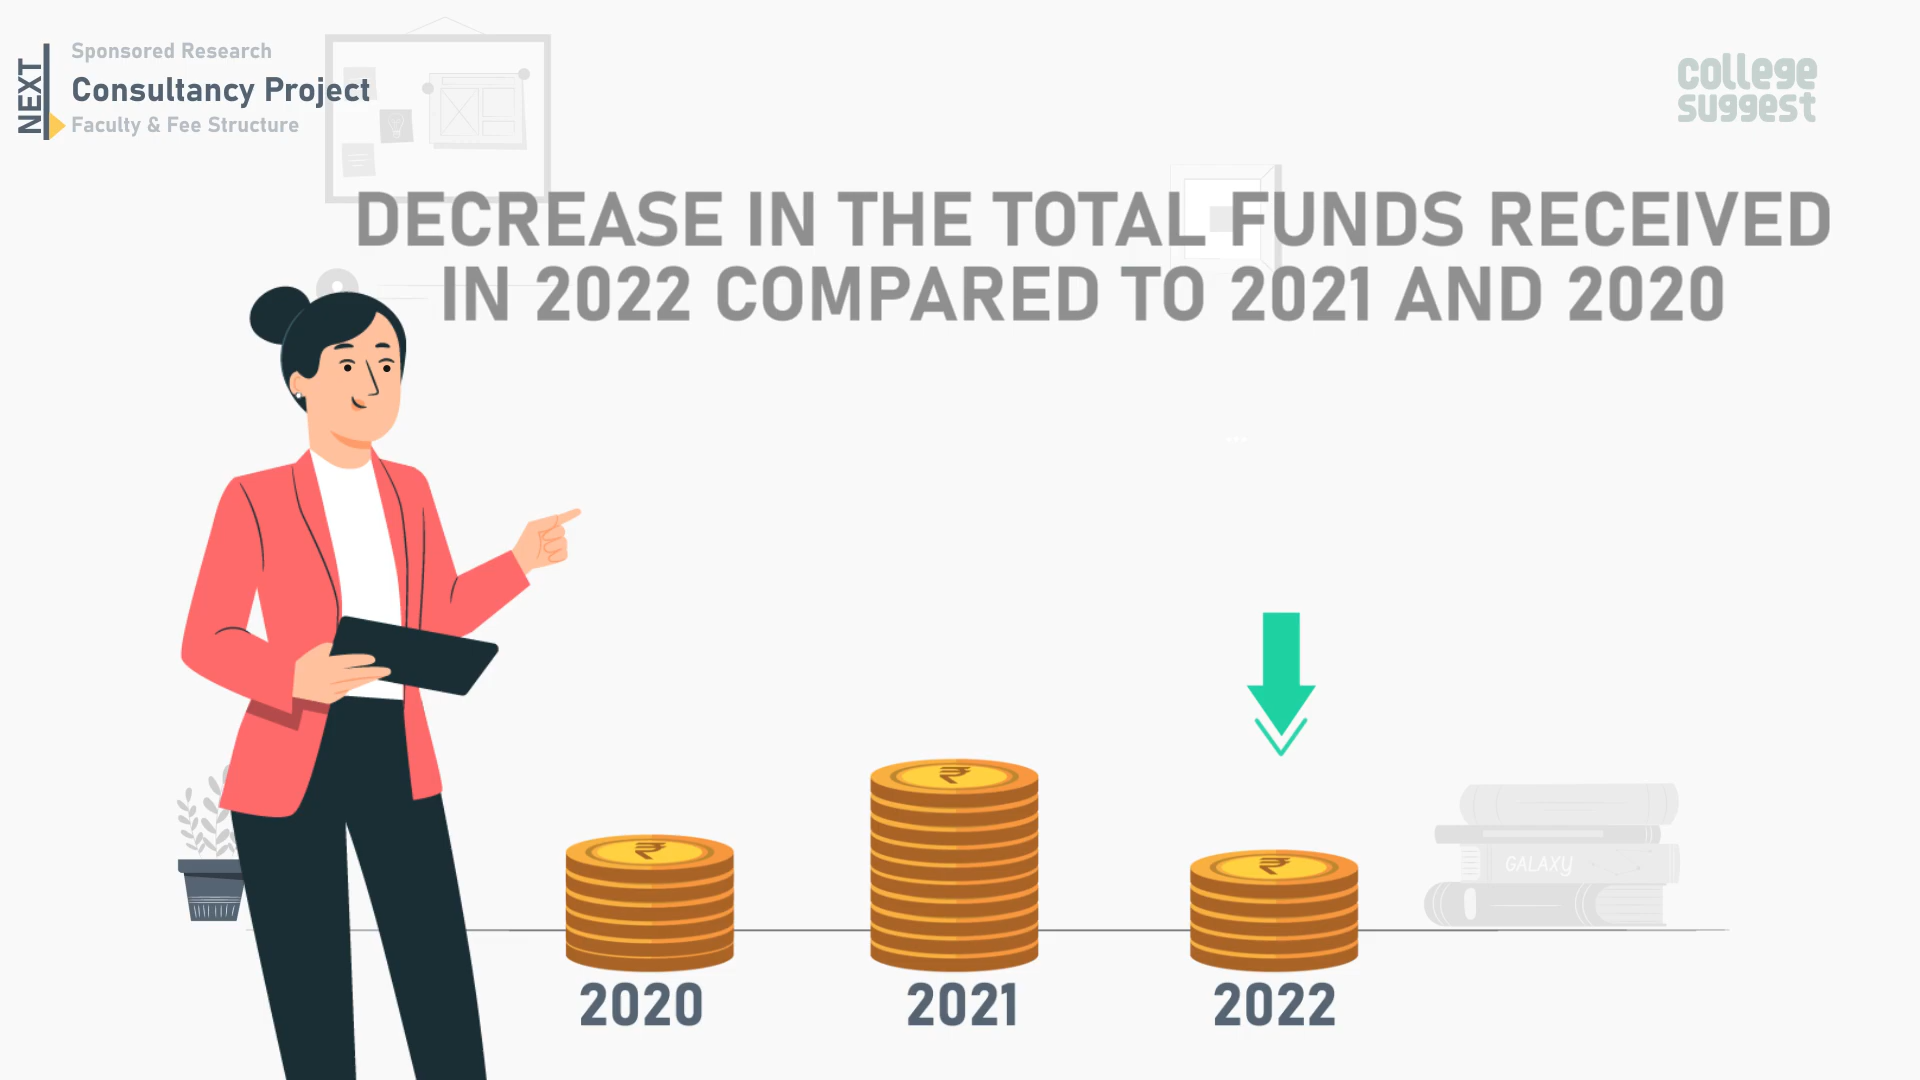 NEXT
Sponsored Research
Consultancy Project
Faculty & Fee Structure
college
suggest
DECREASE IN THE TOTAL FUNDS RECEIVED
IN 2022 COMPARED TO 2021 AND 2020
₹
₹
₹
GALAXY
2020
2021
2022